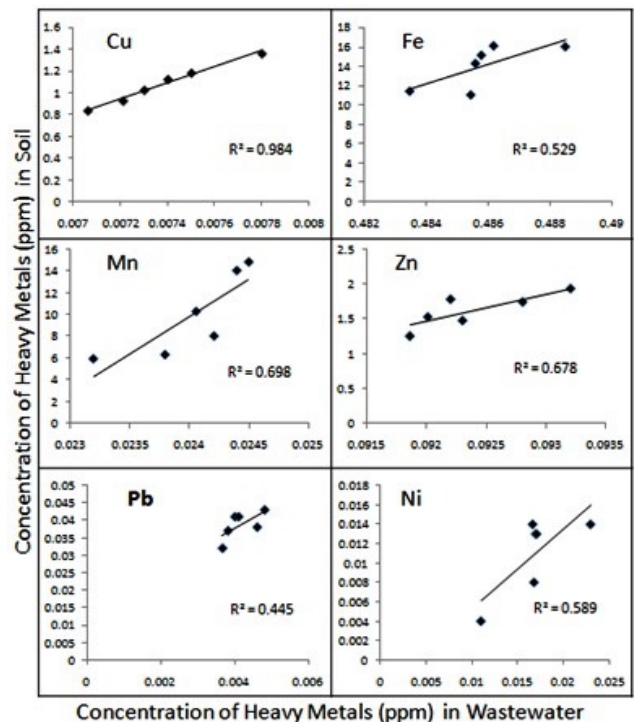 Concentration of Heavy Metals (ppm) in Soil
Cu
1.6
1.4
1.2
1
0.8
0.6
0.4
0.2
0
R² = 0.984
0.007 0.0072 0.0074 0.0076 0.0078 0.008
Fe
18
16
14
12
10
8
6
4
2
0
R² = 0.529
0.482 0.484 0.486 0.488 0.49
Mn
16
14
12
10
8
6
4
2
0
R² = 0.698
0.023 0.0235 0.024 0.0245 0.025
Zn
2.5
2
1.5
1
0.5
0
R² = 0.678
0.0915 0.092 0.0925 0.093 0.0935
Pb
0.05
0.045
0.04
0.035
0.03
0.025
0.02
0.015
0.01
0.005
0
R² = 0.445
0 0.002 0.004 0.006
Ni
0.018
0.016
0.014
0.012
0.01
0.008
0.006
0.004
0.002
0
R² = 0.589
0 0.005 0.01 0.015 0.02 0.025
Concentration of Heavy Metals (ppm) in Wastewater